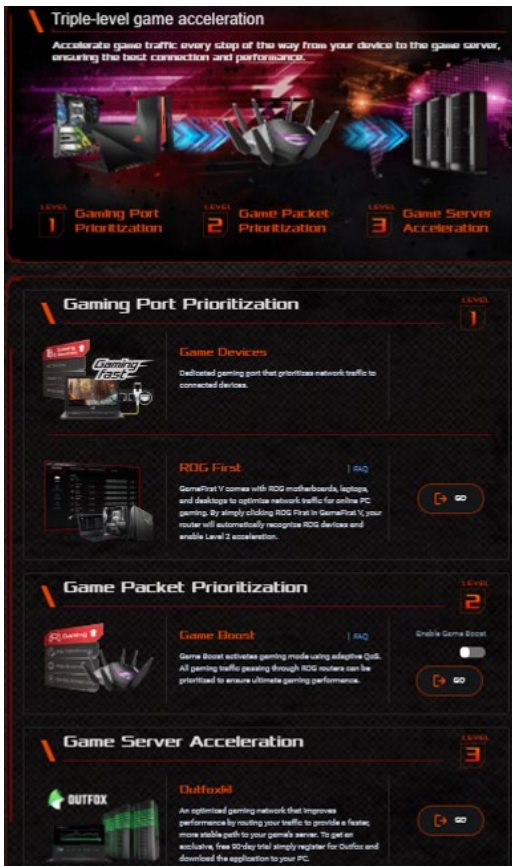 Triple-level game acceleration
Accelerate game traffic every step of the way from your device to the game server,
ensuring the best connection and performance.
LEVEL
1
Gaming Port
Prioritization
LEVEL
2
Game Packet
Prioritization
LEVEL
3
Game Server
Acceleration
Gaming Port Prioritization
LEVEL
1
Gaming
Gaming
fast
Game Devices
Dedicated gaming port that prioritizes network traffic to
connected devices.
ROG First
| FAQ
GameFirst V comes with ROG motherboards, laptops,
and desktops to optimize network traffic for online PC
gaming. By simply clicking ROG First in GameFirst V, your
router will automatically recognize ROG devices and
enable Level 2 acceleration.
GO
Game Packet Prioritization
LEVEL
2
Gaming
Game Boost
| FAQ
Game Boost activates gaming mode using adaptive QoS.
All gaming traffic passing through ROG routers can be
prioritized to ensure ultimate gaming performance.
Enable Game Boost
GO
Game Server Acceleration
LEVEL
3
OUTFOX
Outfox®
An optimized gaming network that improves
performance by routing your traffic to provide a faster,
more stable path to your game's server. To get an
exclusive, free 90-day trial simply register for Outfox and
download the application to your PC.
GO